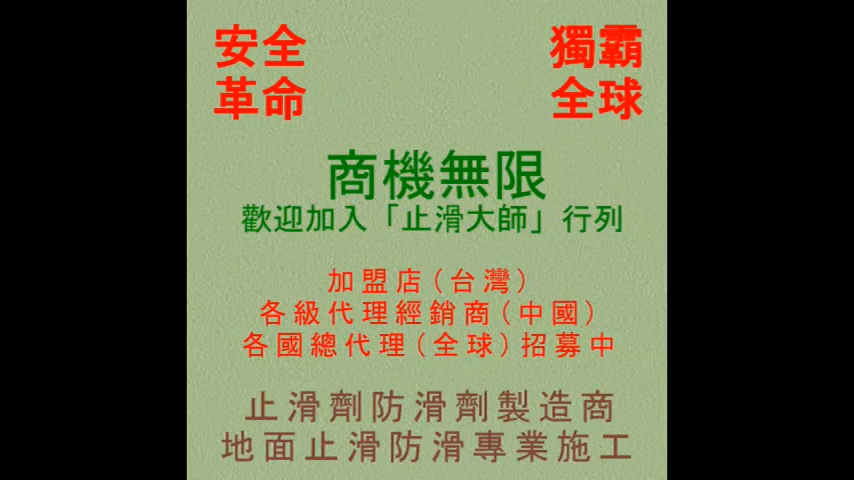 安全
革命
獨霸
全球
商機無限
歡迎加入「止滑大師」行列
加盟店(台灣)
各級代理經銷商(中國)
各國總代理(全球)招募中
止滑劑防滑劑製造商
地面止滑防滑專業施工